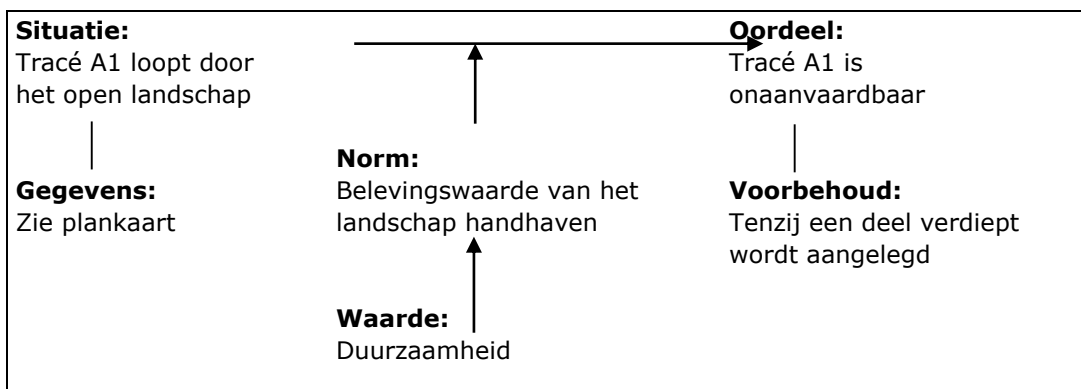 Situatie:
Tracé A1 loopt door
het open landschap
Oordeel:
Tracé A1 is
onaanvaardbaar
Gegevens:
Zie plankaart
Norm:
Belevingswaarde van het
landschap handhaven
Voorbehoud:
Tenzij een deel verdiept
wordt aangelegd
Waarde:
Duurzaamheid